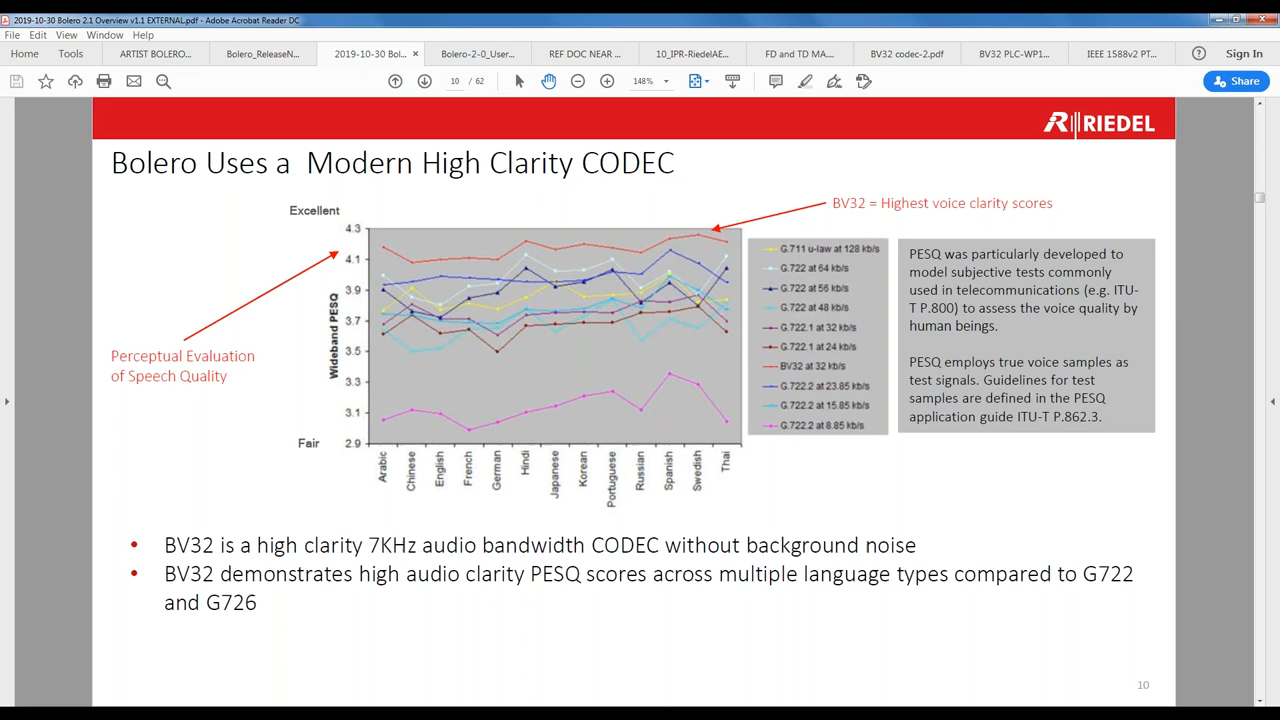 2019-10-30 Bolero 2.1 Overview v1.1 EXTERNAL.pdf - Adobe Acrobat Reader DC
File Edit View Window Help
Home Tools ARTIST BOLERO... Bolero_ReleaseN... 2019-10-30 Bol... × Bolero-2-0_User... REF DOC NEAR ... 10_IPR-RiedelAE... FD and TD MA... BV32 codec-2.pdf BV32 PLC-WP1... IEEE 1588v2 PT... Sign In
10 / 62 148% Share
RIEDEL
Bolero Uses a Modern High Clarity CODEC
BV32 = Highest voice clarity scores
Excellent
4.3
4.1
3.9
3.7
3.5
3.3
3.1
2.9
Fair
Wideband PESQ
Perceptual Evaluation
of Speech Quality
Arabic
Chinese
English
French
German
Hindi
Japanese
Korean
Portuguese
Russian
Spanish
Swedish
Thai
G.711 u-law at 128 kb/s
G.722 at 64 kb/s
G.722 at 56 kb/s
G.722 at 48 kb/s
G.722.1 at 32 kb/s
G.722.1 at 24 kb/s
BV32 at 32 kb/s
G.722.2 at 23.85 kb/s
G.722.2 at 15.85 kb/s
G.722.2 at 8.85 kb/s
PESQ was particularly developed to
model subjective tests commonly
used in telecommunications (e.g. ITU-
T P.800) to assess the voice quality by
human beings.
PESQ employs true voice samples as
test signals. Guidelines for test
samples are defined in the PESQ
application guide ITU-T P.862.3.
• BV32 is a high clarity 7KHz audio bandwidth CODEC without background noise
• BV32 demonstrates high audio clarity PESQ scores across multiple language types compared to G722
and G726
10